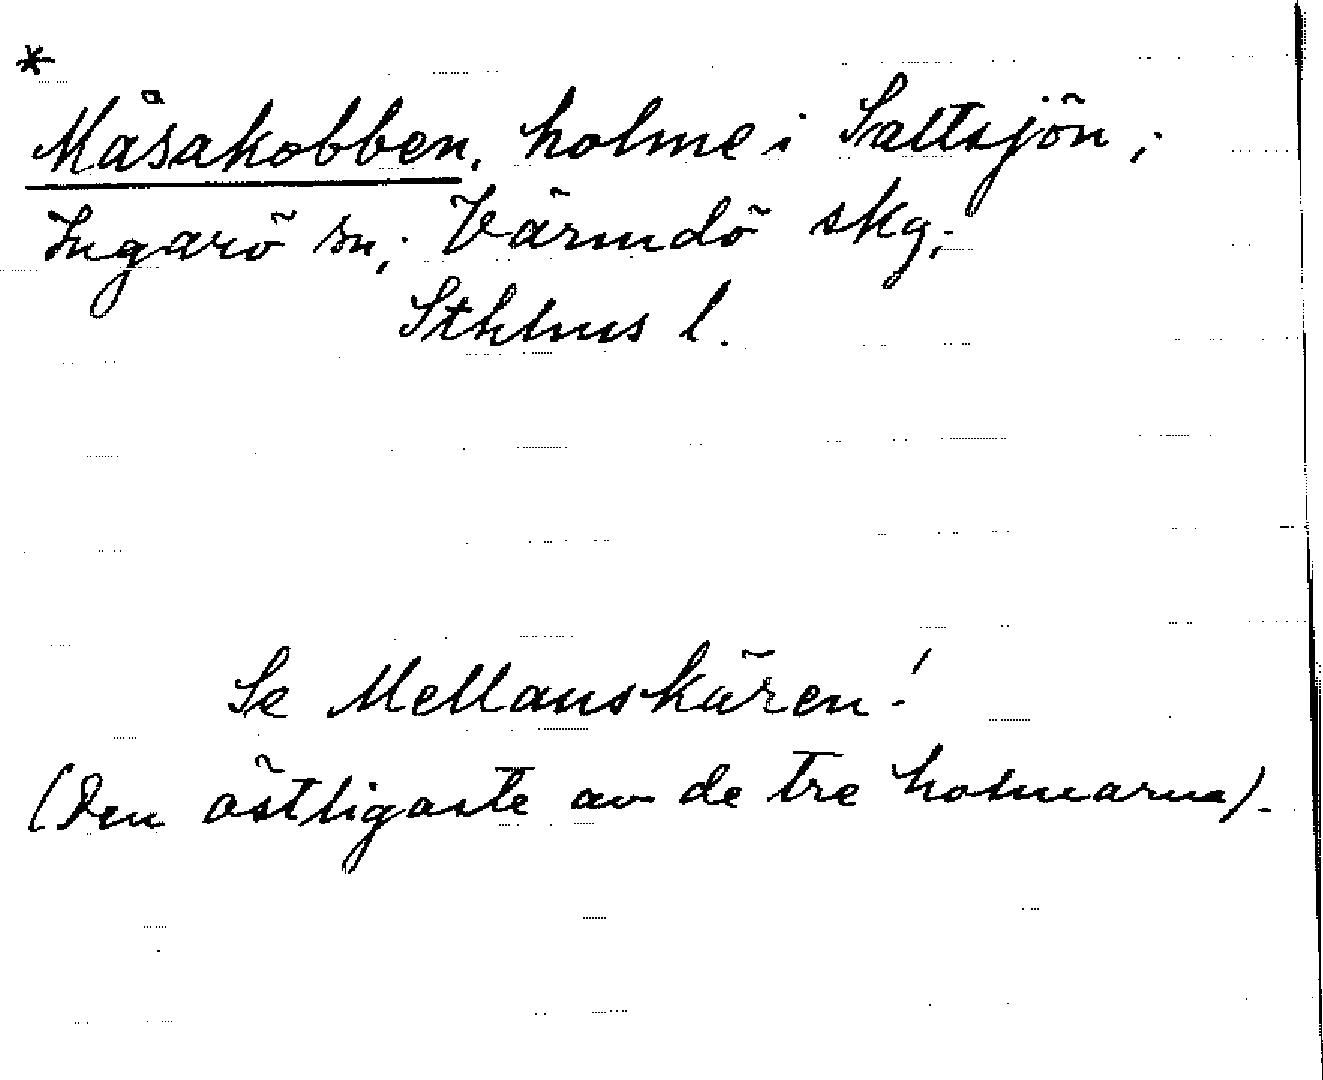 *
Måsakobben, holme i Saltsjön,
Ingarö sn, Värmdö skg,
Sthlms l.
Se Mellanskären!
(Den östligaste av de tre holmarna).